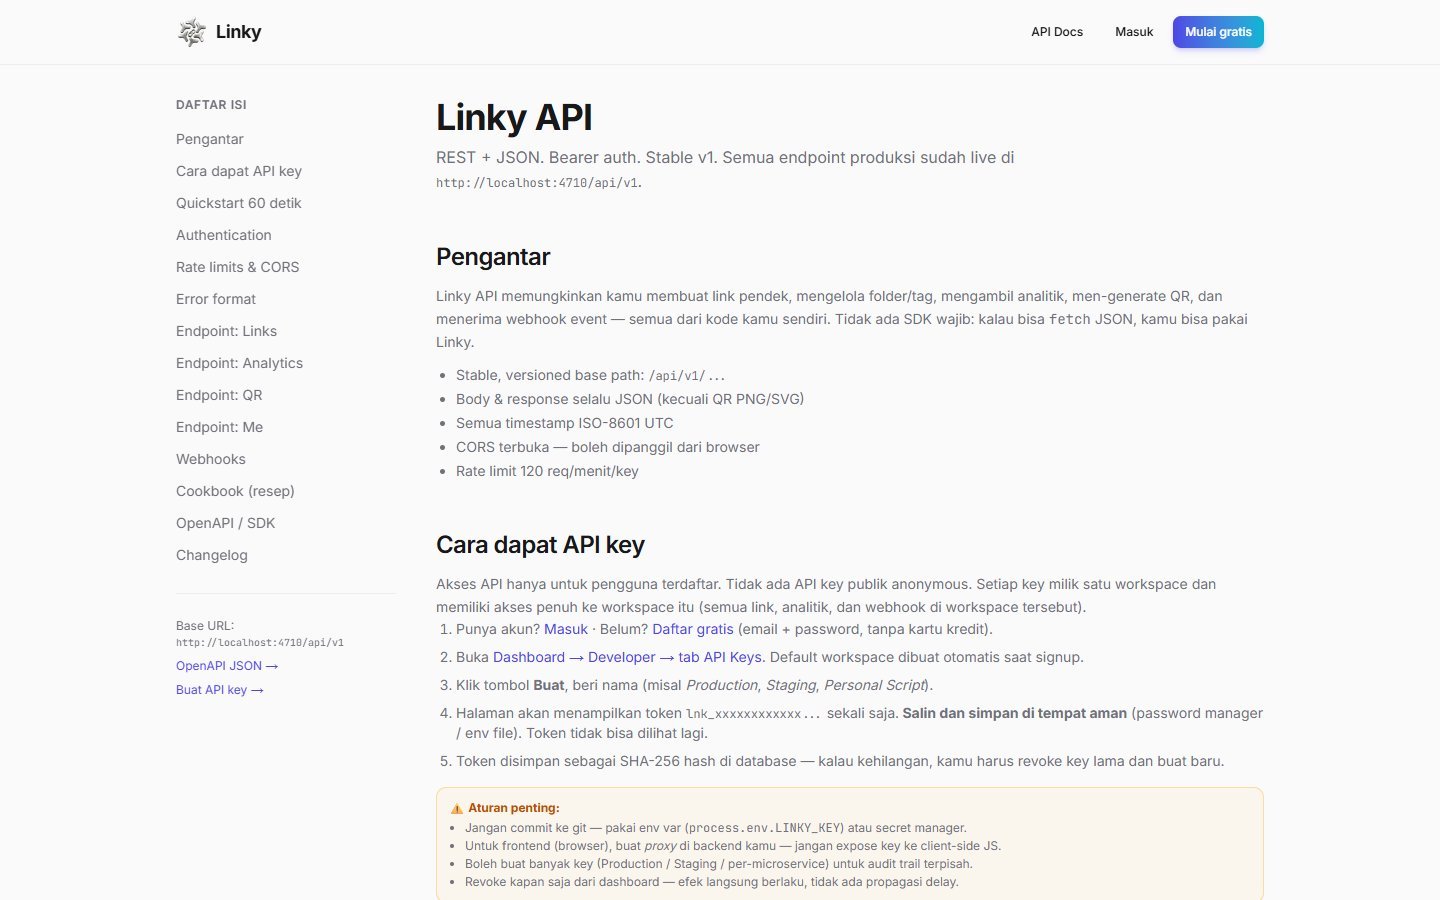 Linky
API Docs
Masuk
Mulai gratis
DAFTAR ISI
Pengantar
Cara dapat API key
Quickstart 60 detik
Authentication
Rate limits & CORS
Error format
Endpoint: Links
Endpoint: Analytics
Endpoint: QR
Endpoint: Me
Webhooks
Cookbook (resep)
OpenAPI / SDK
Changelog
Base URL:
http://localhost:4710/api/v1
OpenAPI JSON →
Buat API key →
Linky API
REST + JSON. Bearer auth. Stable v1. Semua endpoint produksi sudah live di
http://localhost:4710/api/v1.
Pengantar
Linky API memungkinkan kamu membuat link pendek, mengelola folder/tag, mengambil analitik, men-generate QR, dan
menerima webhook event — semua dari kode kamu sendiri. Tidak ada SDK wajib: kalau bisa fetch JSON, kamu bisa pakai
Linky.
• Stable, versioned base path: /api/v1/...
• Body & response selalu JSON (kecuali QR PNG/SVG)
• Semua timestamp ISO-8601 UTC
• CORS terbuka — boleh dipanggil dari browser
• Rate limit 120 req/menit/key
Cara dapat API key
Akses API hanya untuk pengguna terdaftar. Tidak ada API key publik anonymous. Setiap key milik satu workspace dan
memiliki akses penuh ke workspace itu (semua link, analitik, dan webhook di workspace tersebut).
1. Punya akun? Masuk · Belum? Daftar gratis (email + password, tanpa kartu kredit).
2. Buka Dashboard → Developer → tab API Keys. Default workspace dibuat otomatis saat signup.
3. Klik tombol Buat, beri nama (misal Production, Staging, Personal Script).
4. Halaman akan menampilkan token lnk_xxxxxxxxxxxx... sekali saja. Salin dan simpan di tempat aman (password manager
/ env file). Token tidak bisa dilihat lagi.
5. Token disimpan sebagai SHA-256 hash di database — kalau kehilangan, kamu harus revoke key lama dan buat baru.
⚠️ Aturan penting:
• Jangan commit ke git — pakai env var (process.env.LINKY_KEY) atau secret manager.
• Untuk frontend (browser), buat proxy di backend kamu — jangan expose key ke client-side JS.
• Boleh buat banyak key (Production / Staging / per-microservice) untuk audit trail terpisah.
• Revoke kapan saja dari dashboard — efek langsung berlaku, tidak ada propagasi delay.